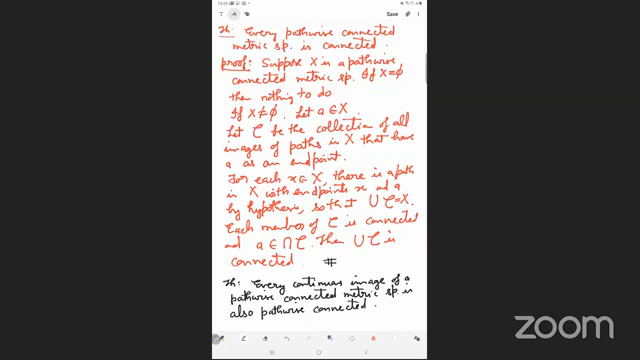 Save
Th: Every pathwise connected
metric sp. is connected.
proof: Suppose X is a pathwise
connected metric sp. If X=φ
then nothing to do
If X≠φ. Let a∈X.
Let C be the collection of all
images of paths in X that have
a as an endpoint.
For each x∈X, there is a path
in X with endpoints x and a
by hypothesis, so that ∪C=X.
Each member of C is connected
and a∈∩C. Then ∪C is
connected. #
Th: Every continuous image of a
pathwise connected metric sp. is
also pathwise connected.
zoom